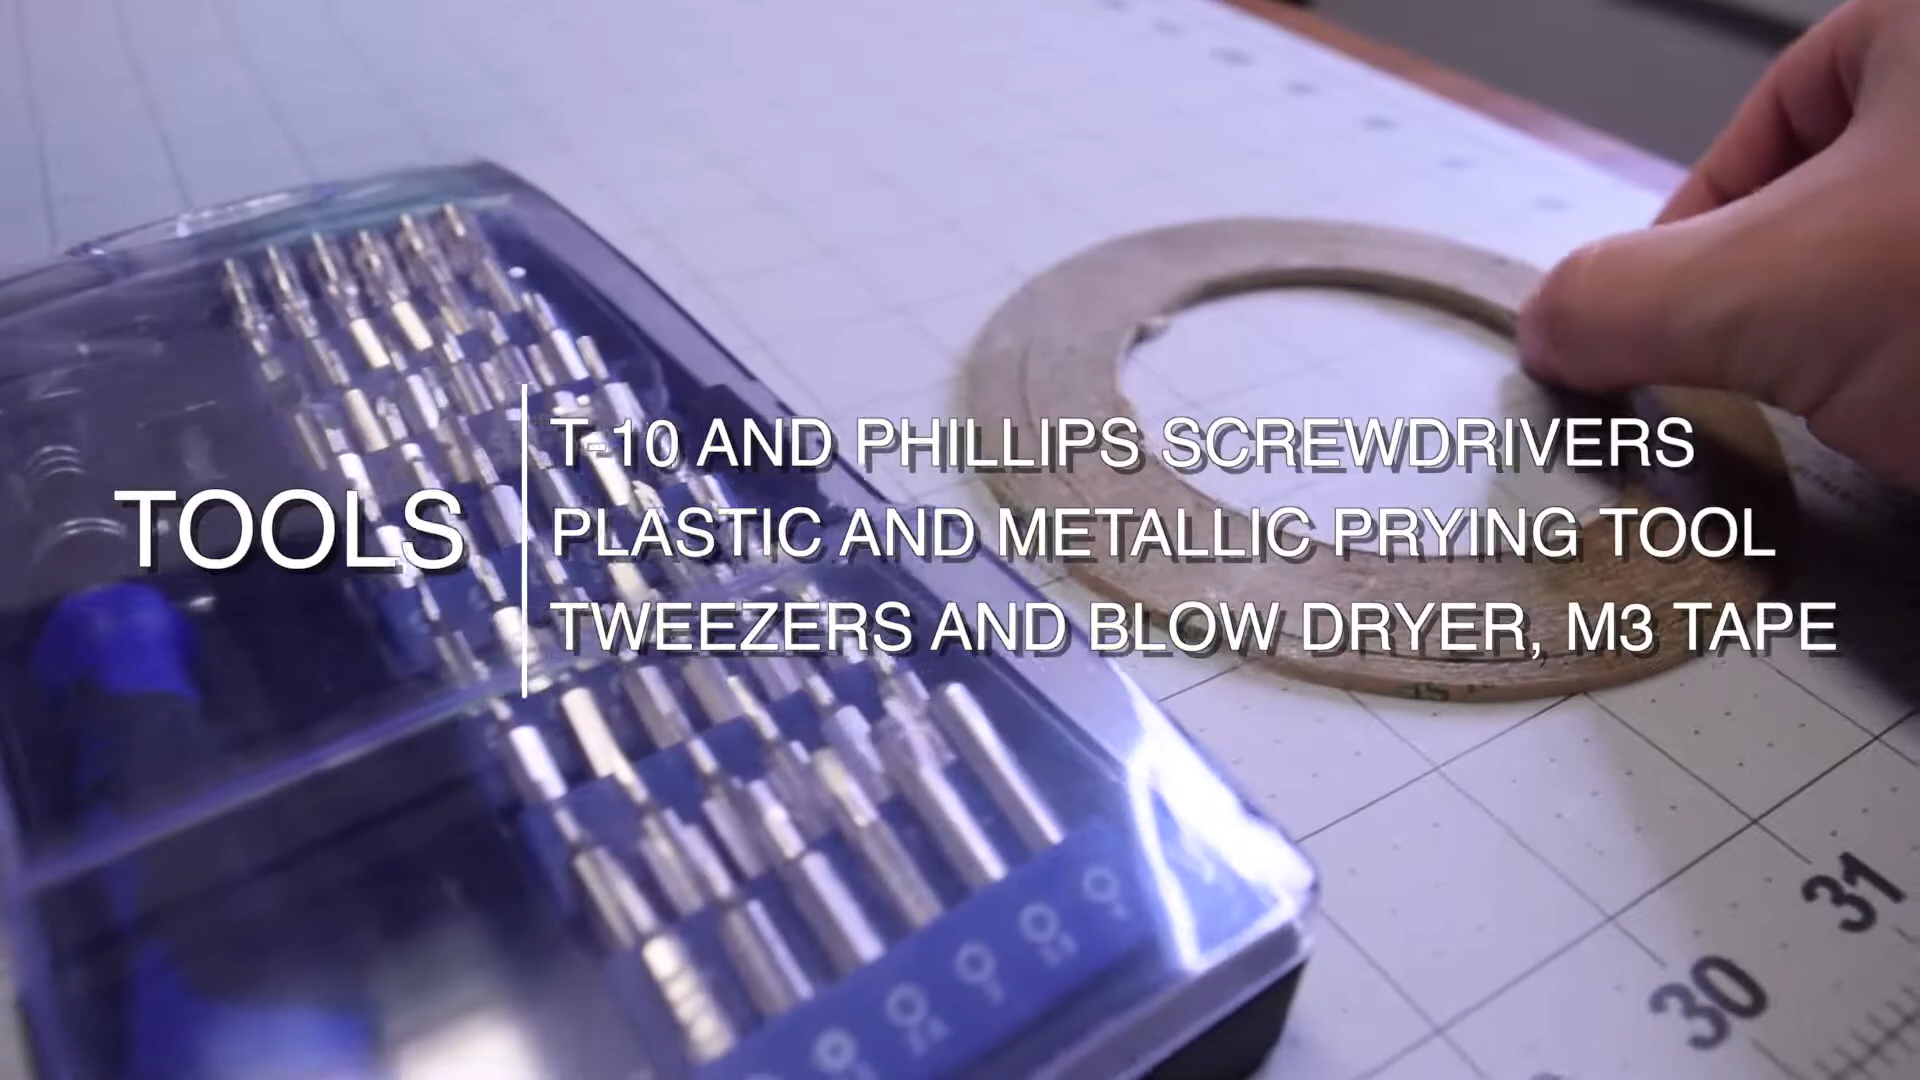 TOOLS
T-10 AND PHILLIPS SCREWDRIVERS
PLASTIC AND METALLIC PRYING TOOL
TWEEZERS AND BLOW DRYER, M3 TAPE
31
30